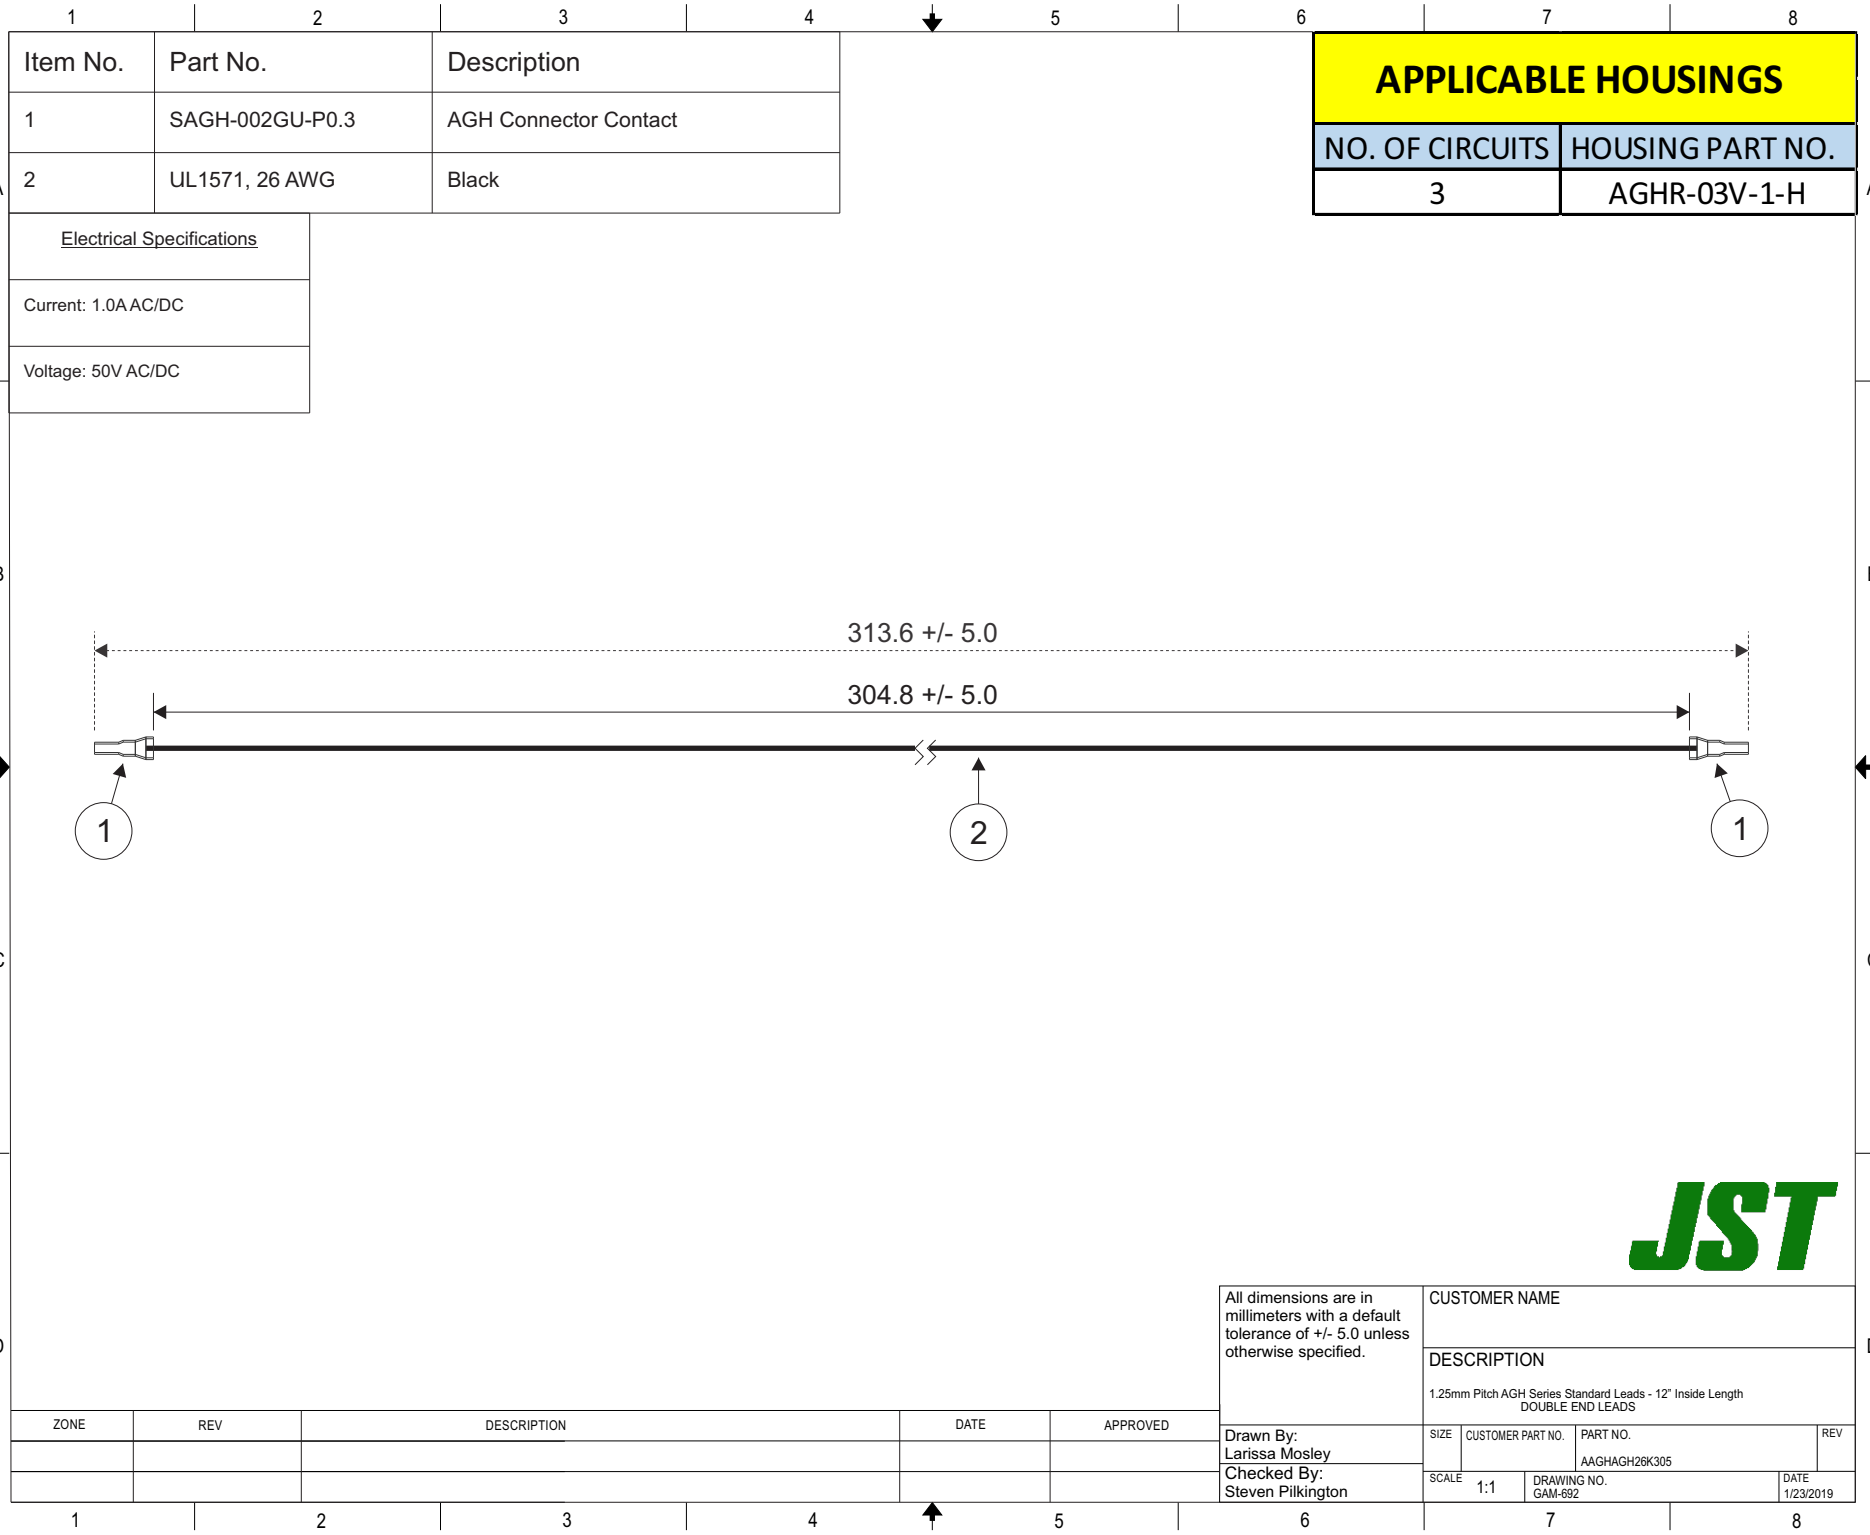 1 2 3 4 5 6 7 8
Item No. Part No. Description
1 SAGH-002GU-P0.3 AGH Connector Contact
2 UL1571, 26 AWG Black
APPLICABLE HOUSINGS
NO. OF CIRCUITS HOUSING PART NO.
3 AGHR-03V-1-H
Electrical Specifications
Current: 1.0A AC/DC
Voltage: 50V AC/DC
313.6 +/- 5.0
304.8 +/- 5.0
1 2 1
JST
All dimensions are in
millimeters with a default
tolerance of +/- 5.0 unless
otherwise specified.
CUSTOMER NAME
DESCRIPTION
1.25mm Pitch AGH Series Standard Leads - 12" Inside Length
DOUBLE END LEADS
ZONE REV DESCRIPTION DATE APPROVED
Drawn By:
Larissa Mosley
Checked By:
Steven Pilkington
SIZE CUSTOMER PART NO. PART NO. REV
AAGHAGH26K305
SCALE 1:1 DRAWING NO. DATE
GAM-692 1/23/2019
1 2 3 4 5 6 7 8